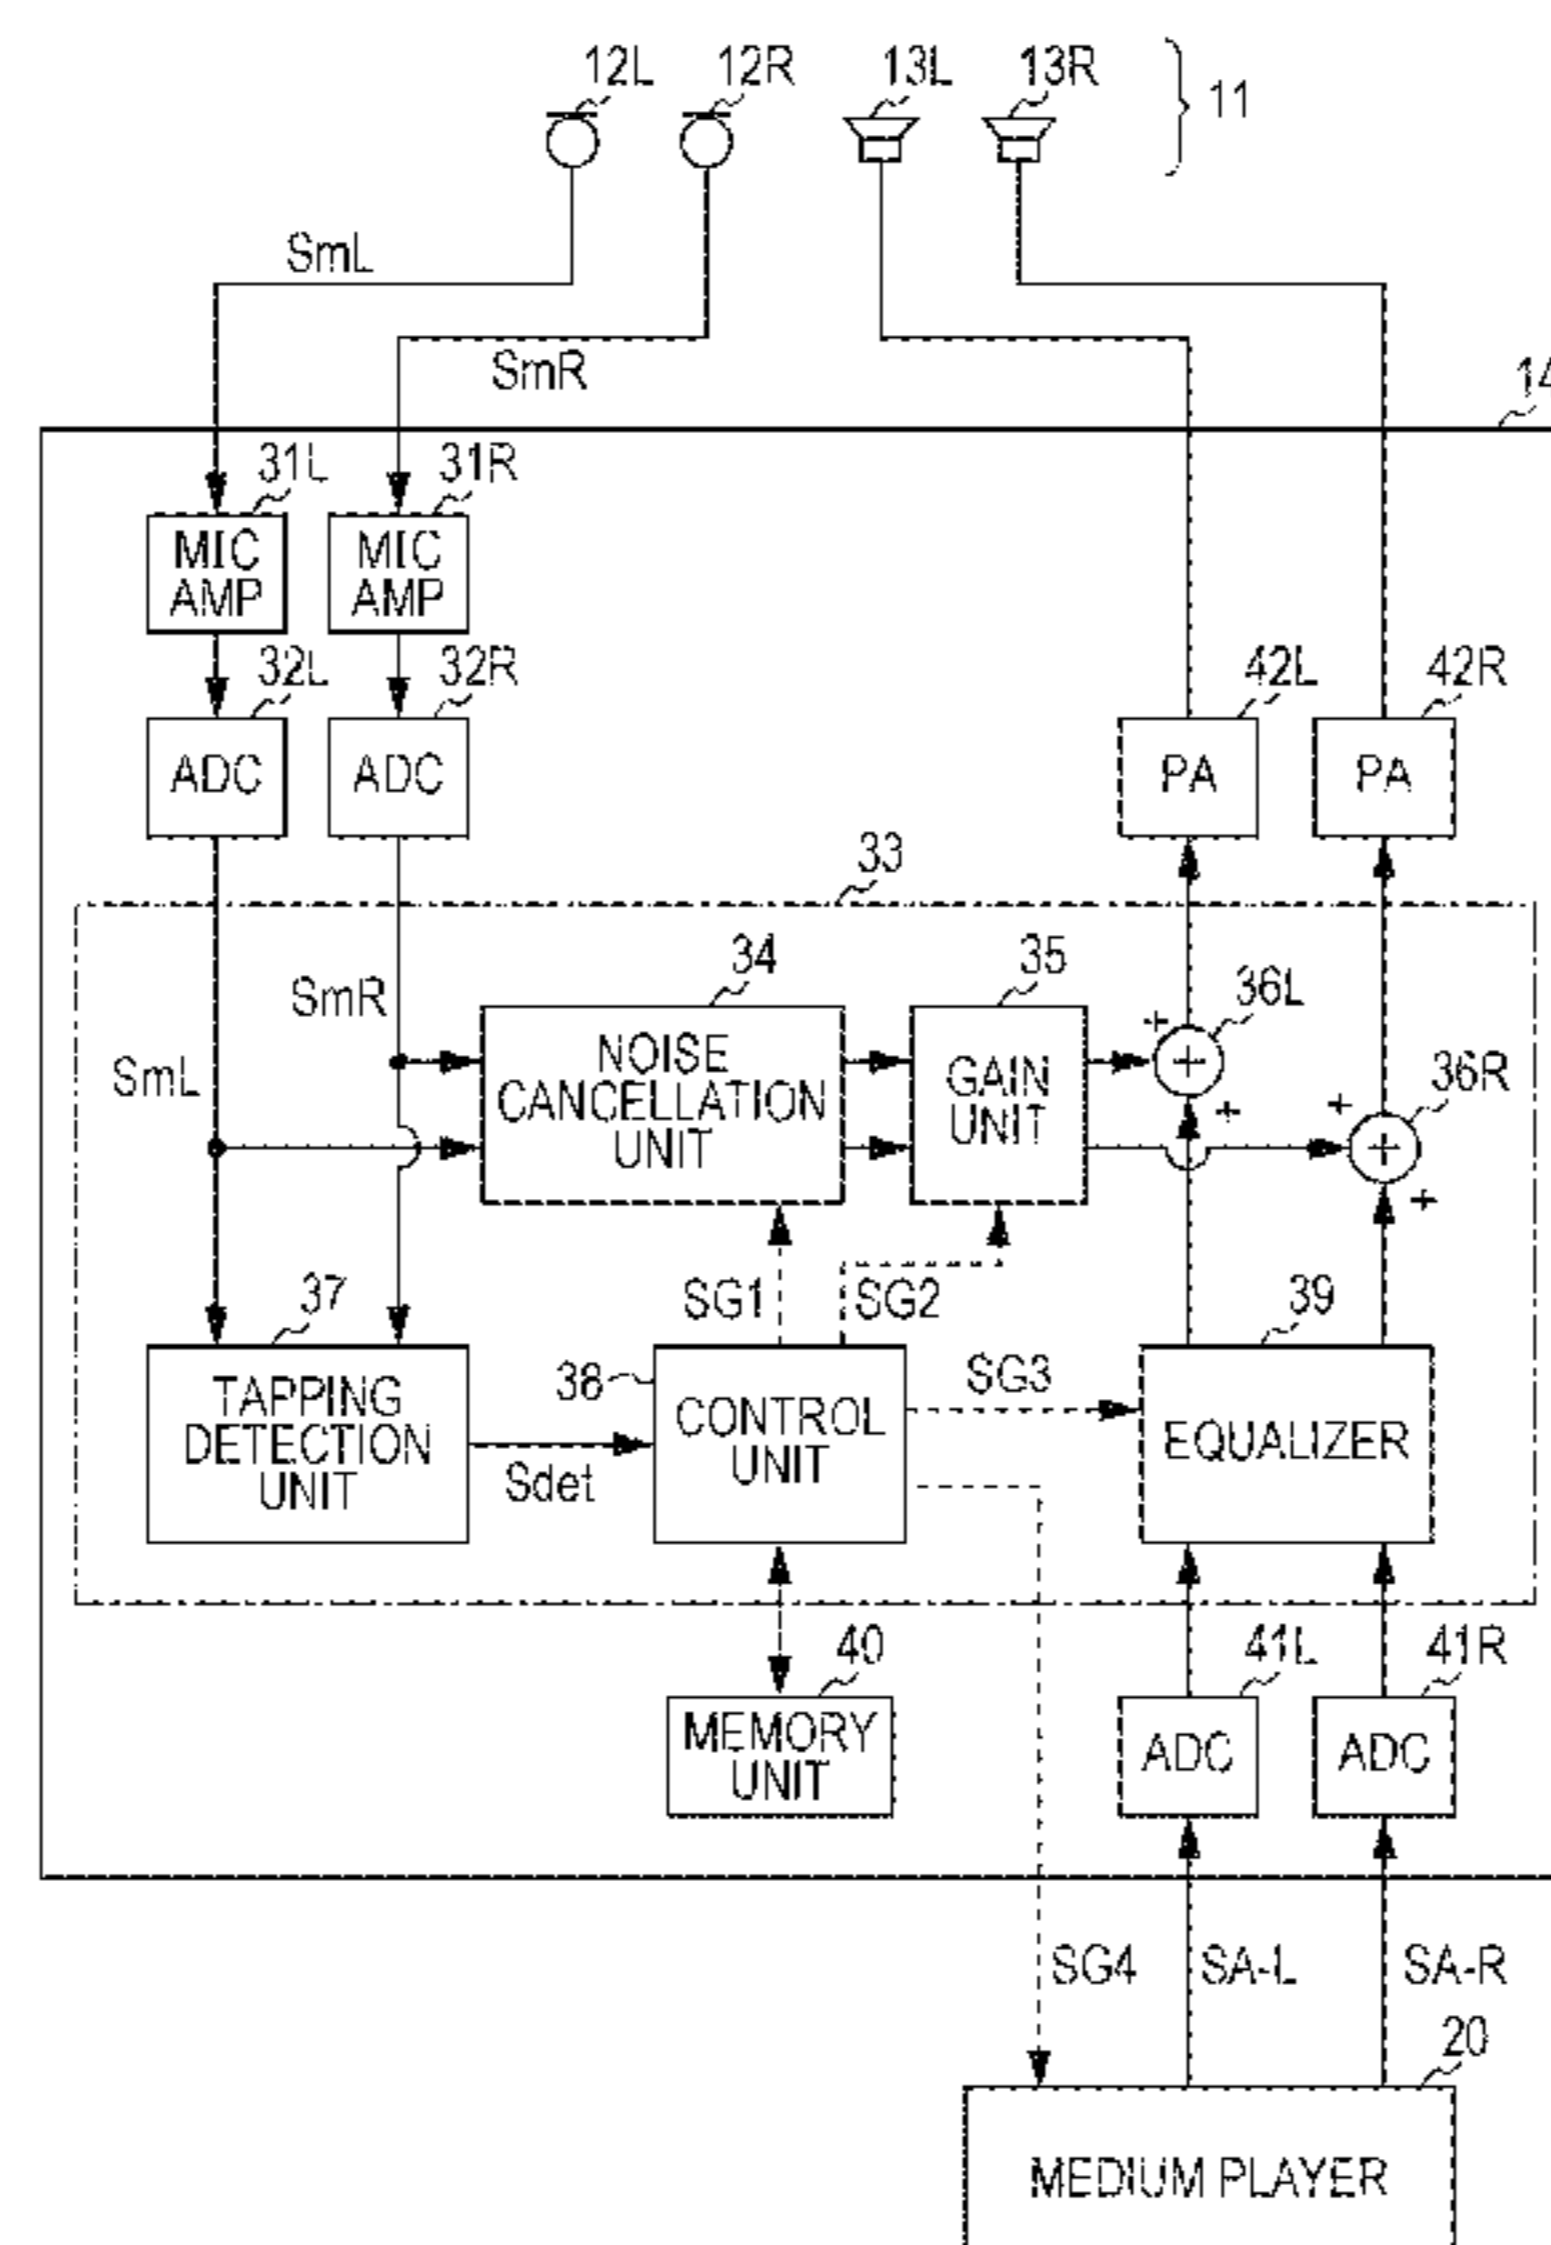 12L 12R 13L 13R 11
SmL
SmR
31L 31R
MIC
AMP
MIC
AMP
32L 32R 42L 42R
ADC ADC PA PA
33
34 35
SmR 36L
SmL
NOISE
CANCELLATION
UNIT
GAIN
UNIT
36R
+ +
+ +
+ +
37 SG1 SG2 39
38 SG3
TAPPING
DETECTION
UNIT
Sdet
CONTROL
UNIT
EQUALIZER
40 41L 41R
MEMORY
UNIT
ADC ADC
SG4 SA-L SA-R
20
MEDIUM PLAYER